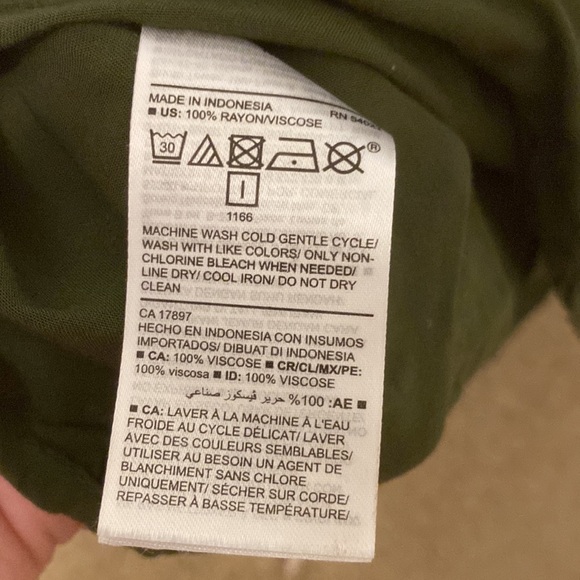 MADE IN INDONESIA
■ US: 100% RAYON/VISCOSE
RN
30
®
1166
MACHINE WASH COLD GENTLE CYCLE/
WASH WITH LIKE COLORS/ ONLY NON-
CHLORINE BLEACH WHEN NEEDED/ ■
LINE DRY/ COOL IRON/ DO NOT DRY
CLEAN
CA 17897
HECHO EN INDONESIA CON INSUMOS
IMPORTADOS/ DIBUAT DI INDONESIA
■ CA: 100% VISCOSE ■ CR/CL/MX/PE:
100% viscosa ■ ID: 100% VISCOSE
■ AE: 100% حرير ڤيسكوز صناعي
■ CA: LAVER À LA MACHINE À L'EAU
FROIDE AU CYCLE DÉLICAT/ LAVER
AVEC DES COULEURS SEMBLABLES/
UTILISER AU BESOIN UN AGENT DE
BLANCHIMENT SANS CHLORE
UNIQUEMENT/ SÉCHER SUR CORDE/
REPASSER À BASSE TEMPÉRATURE/